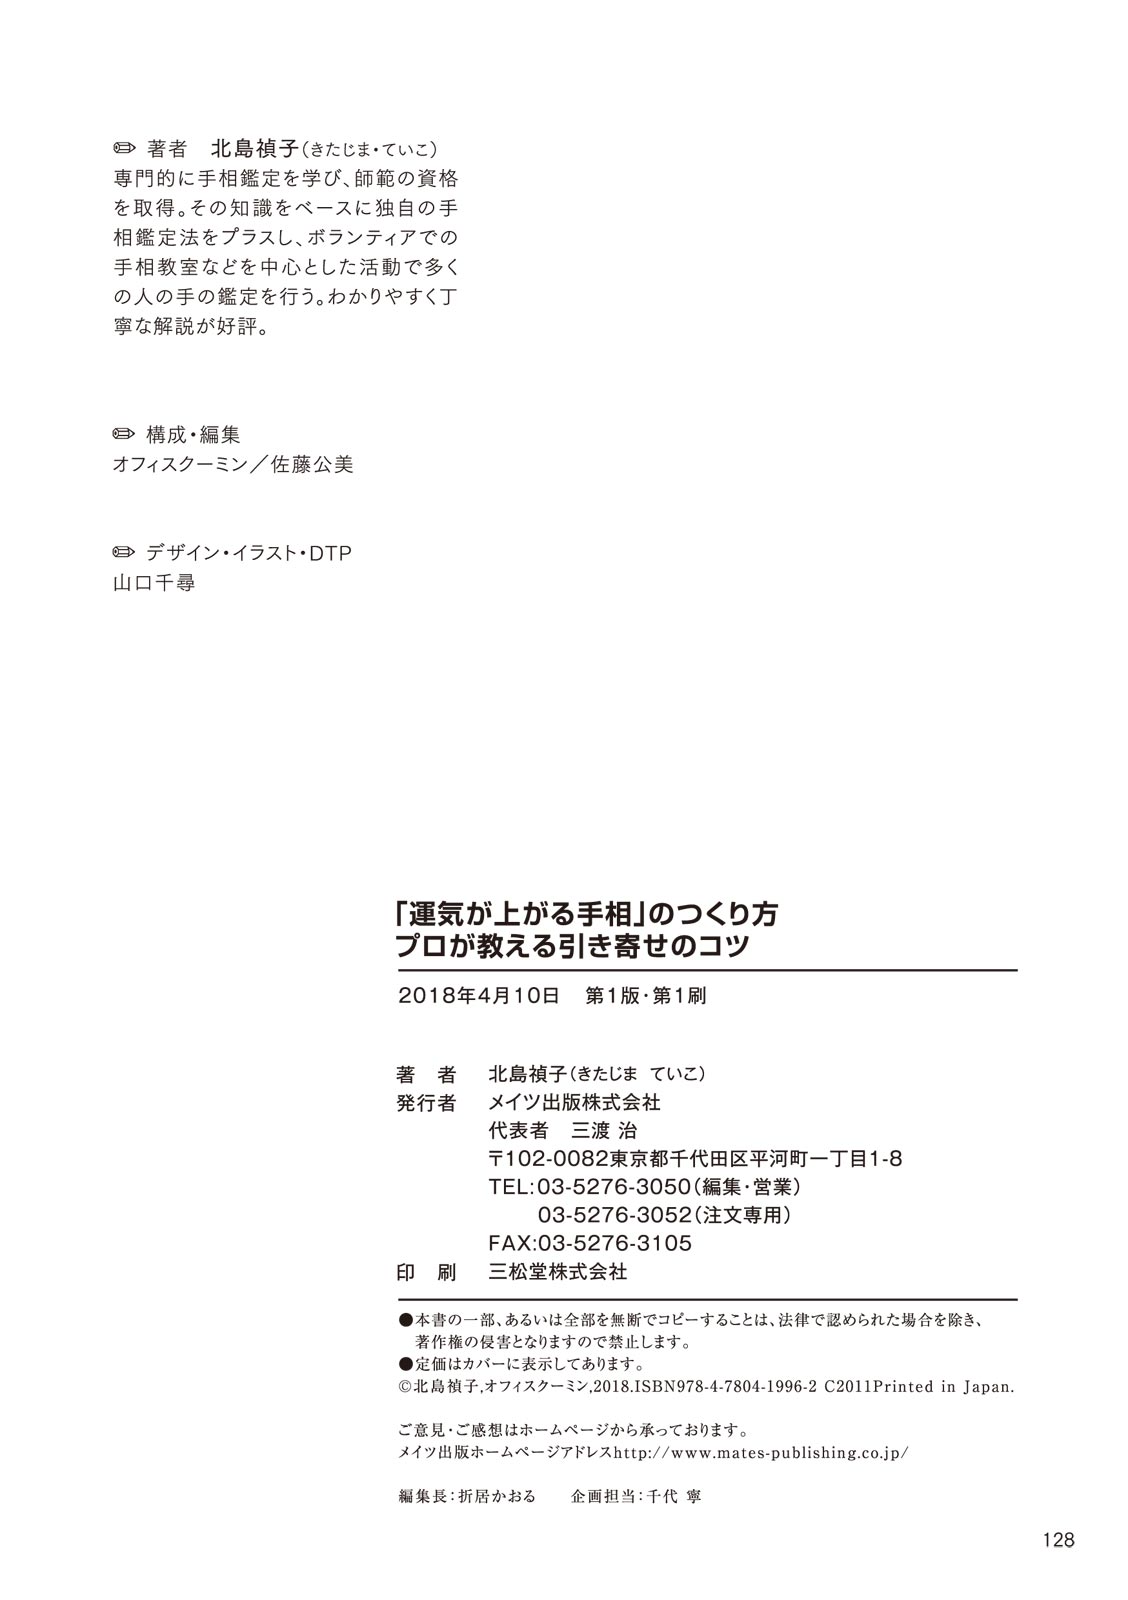 著者　北島禎子（きたじま・ていこ）
専門的に手相鑑定を学び、師範の資格
を取得。その知識をベースに独自の手
相鑑定法をプラスし、ボランティアでの
手相教室などを中心とした活動で多く
の人の手の鑑定を行う。わかりやすく丁
寧な解説が好評。
構成・編集
オフィスクーミン／佐藤公美
デザイン・イラスト・DTP
山口千尋
「運気が上がる手相」のつくり方
プロが教える引き寄せのコツ
2018年4月10日　第1版・第1刷
著　者　北島禎子（きたじま ていこ）
発行者　メイツ出版株式会社
代表者　三渡 治
〒102-0082東京都千代田区平河町一丁目1-8
TEL:03-5276-3050（編集・営業）
03-5276-3052（注文専用）
FAX:03-5276-3105
印　刷　三松堂株式会社
●本書の一部、あるいは全部を無断でコピーすることは、法律で認められた場合を除き、
著作権の侵害となりますので禁止します。
●定価はカバーに表示してあります。
©北島禎子,オフィスクーミン,2018.ISBN978-4-7804-1996-2 C2011Printed in Japan.
ご意見・ご感想はホームページから承っております。
メイツ出版ホームページアドレスhttp://www.mates-publishing.co.jp/
編集長：折居かおる　企画担当：千代 寧
128